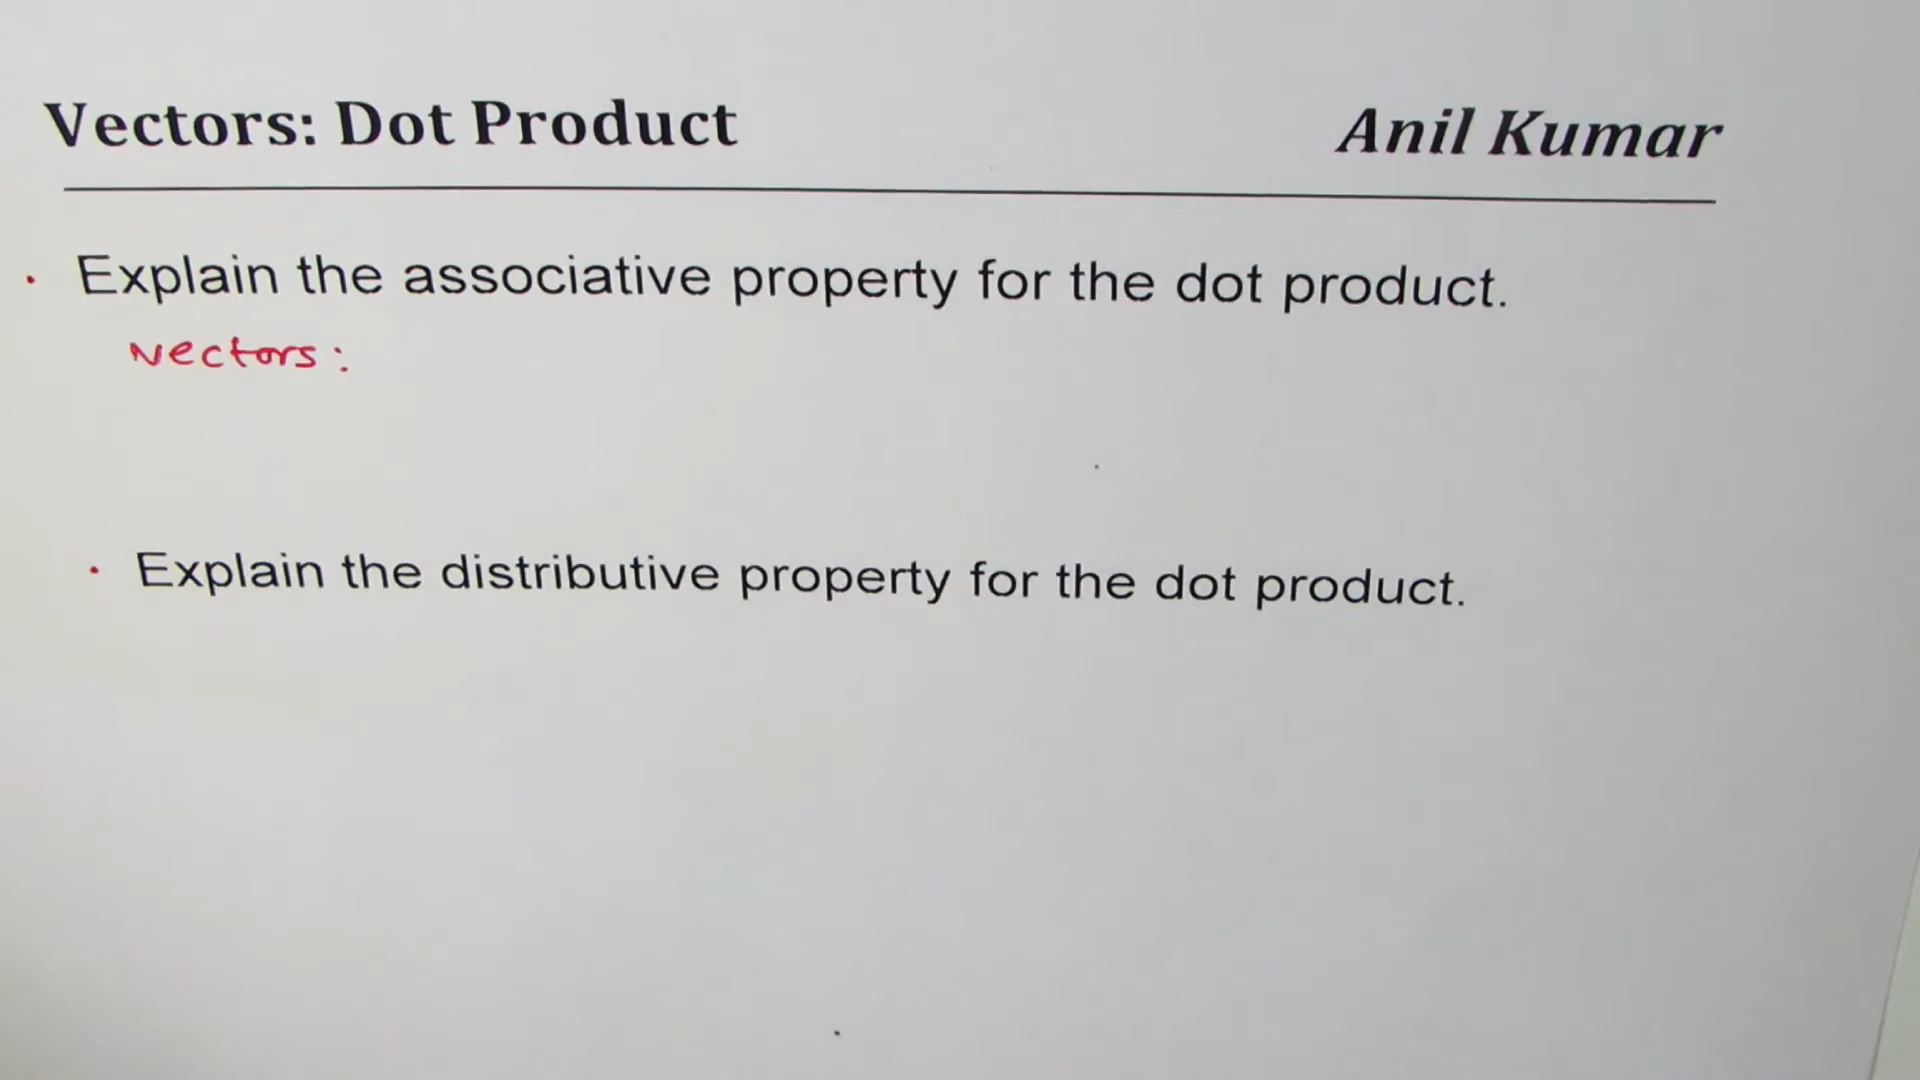 Vectors: Dot Product Anil Kumar
Explain the associative property for the dot product.
Vectors:
Explain the distributive property for the dot product.